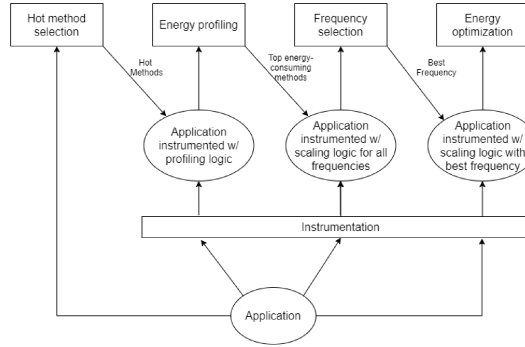 Hot method
selection
Energy profiling
Frequency
selection
Energy
optimization
Hot
Methods
Top energy-
consuming
methods
Best
Frequency
Application
instrumented w/
profiling logic
Application
instrumented w/
scaling logic for all
frequencies
Application
instrumented w/
scaling logic with
best frequency
Instrumentation
Application